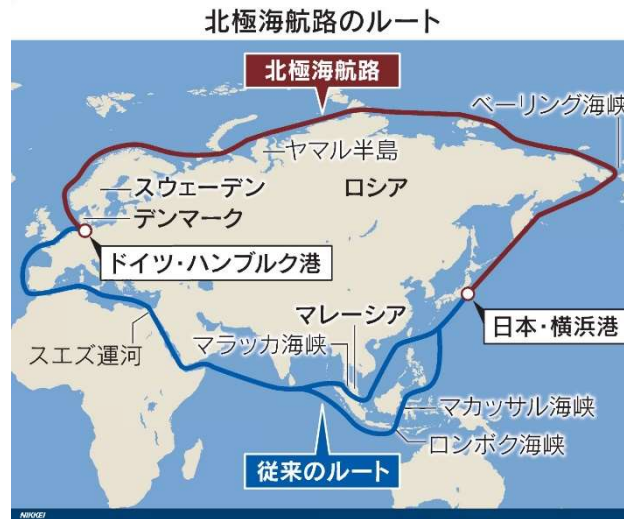 北極海航路のルート
北極海航路
ベーリング海峡
ヤマル半島
スウェーデン
ロシア
デンマーク
ドイツ・ハンブルク港
マレーシア
日本・横浜港
スエズ運河
マラッカ海峡
マカッサル海峡
ロンボク海峡
従来のルート
NIKKEI